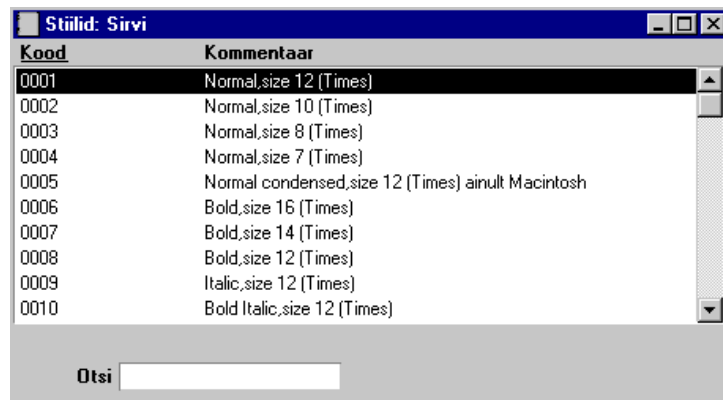 Stiilid: Sirvi
Kood Kommentaar
0001 Normal,size 12 (Times)
0002 Normal,size 10 (Times)
0003 Normal,size 8 (Times)
0004 Normal,size 7 (Times)
0005 Normal condensed,size 12 (Times) ainult Macintosh
0006 Bold,size 16 (Times)
0007 Bold,size 14 (Times)
0008 Bold,size 12 (Times)
0009 Italic,size 12 (Times)
0010 Bold Italic,size 12 (Times)
Otsi